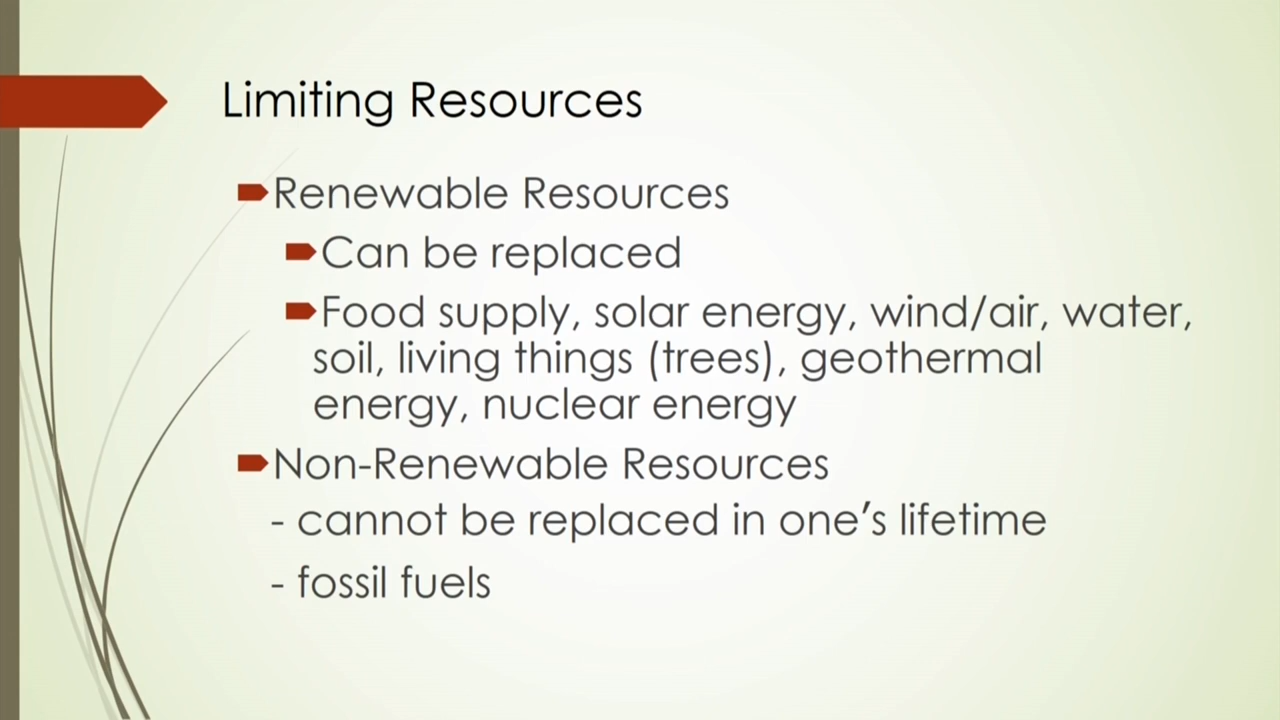 Limiting Resources
Renewable Resources
Can be replaced
Food supply, solar energy, wind/air, water,
soil, living things (trees), geothermal
energy, nuclear energy
Non-Renewable Resources
- cannot be replaced in one’s lifetime
- fossil fuels